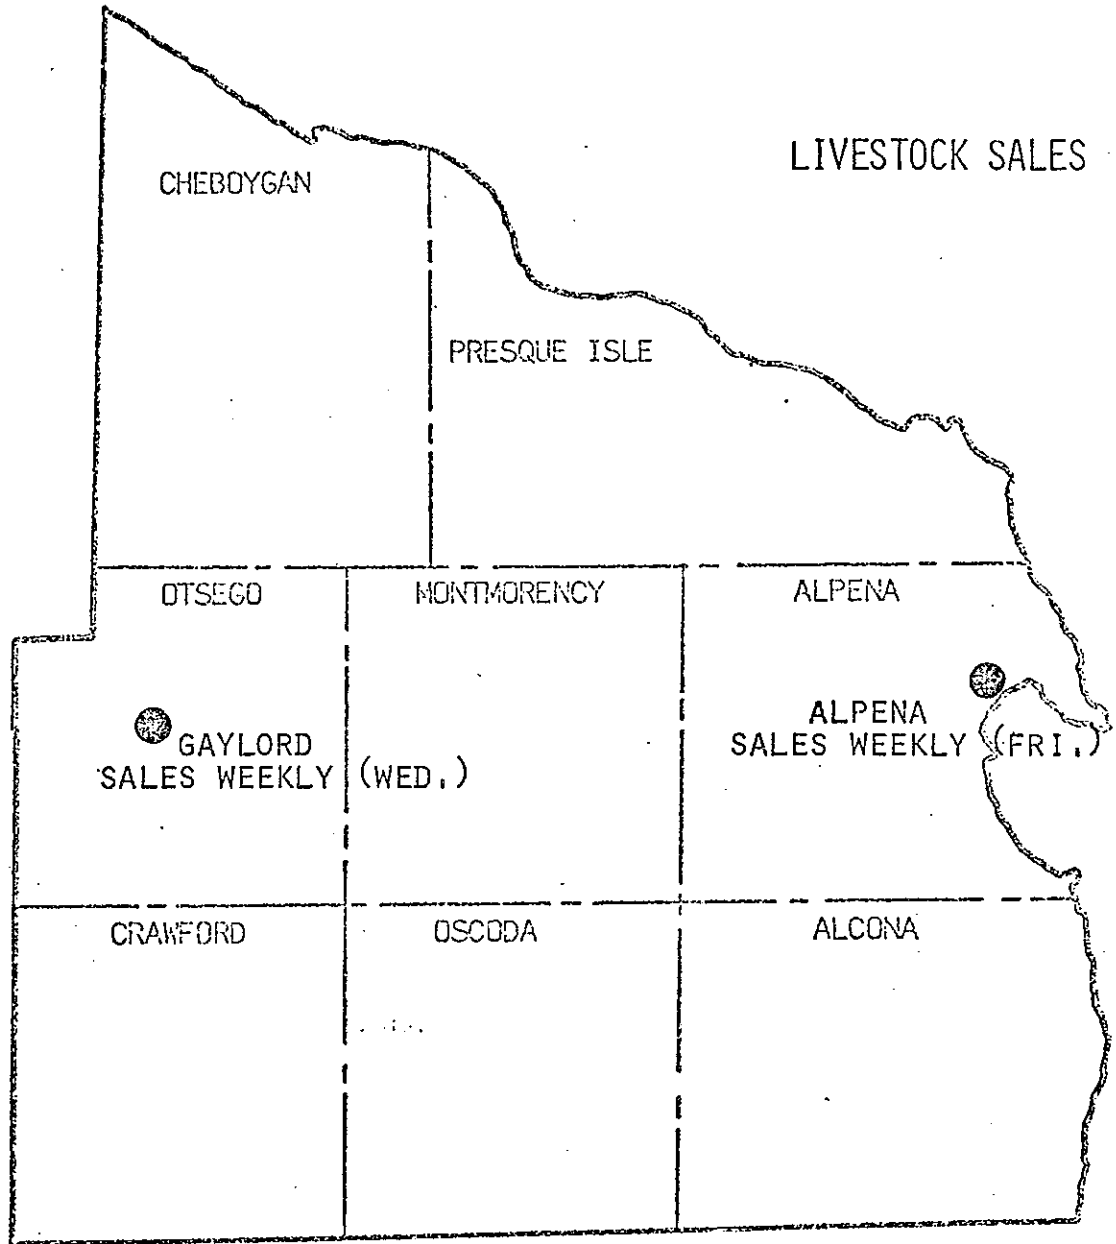 LIVESTOCK SALES
CHEBOYGAN
PRESQUE ISLE
OTSEGO
MONTMORENCY
ALPENA
GAYLORD
SALES WEEKLY (WED.)
ALPENA
SALES WEEKLY (FRI.)
CRAWFORD
OSCODA
ALCONA